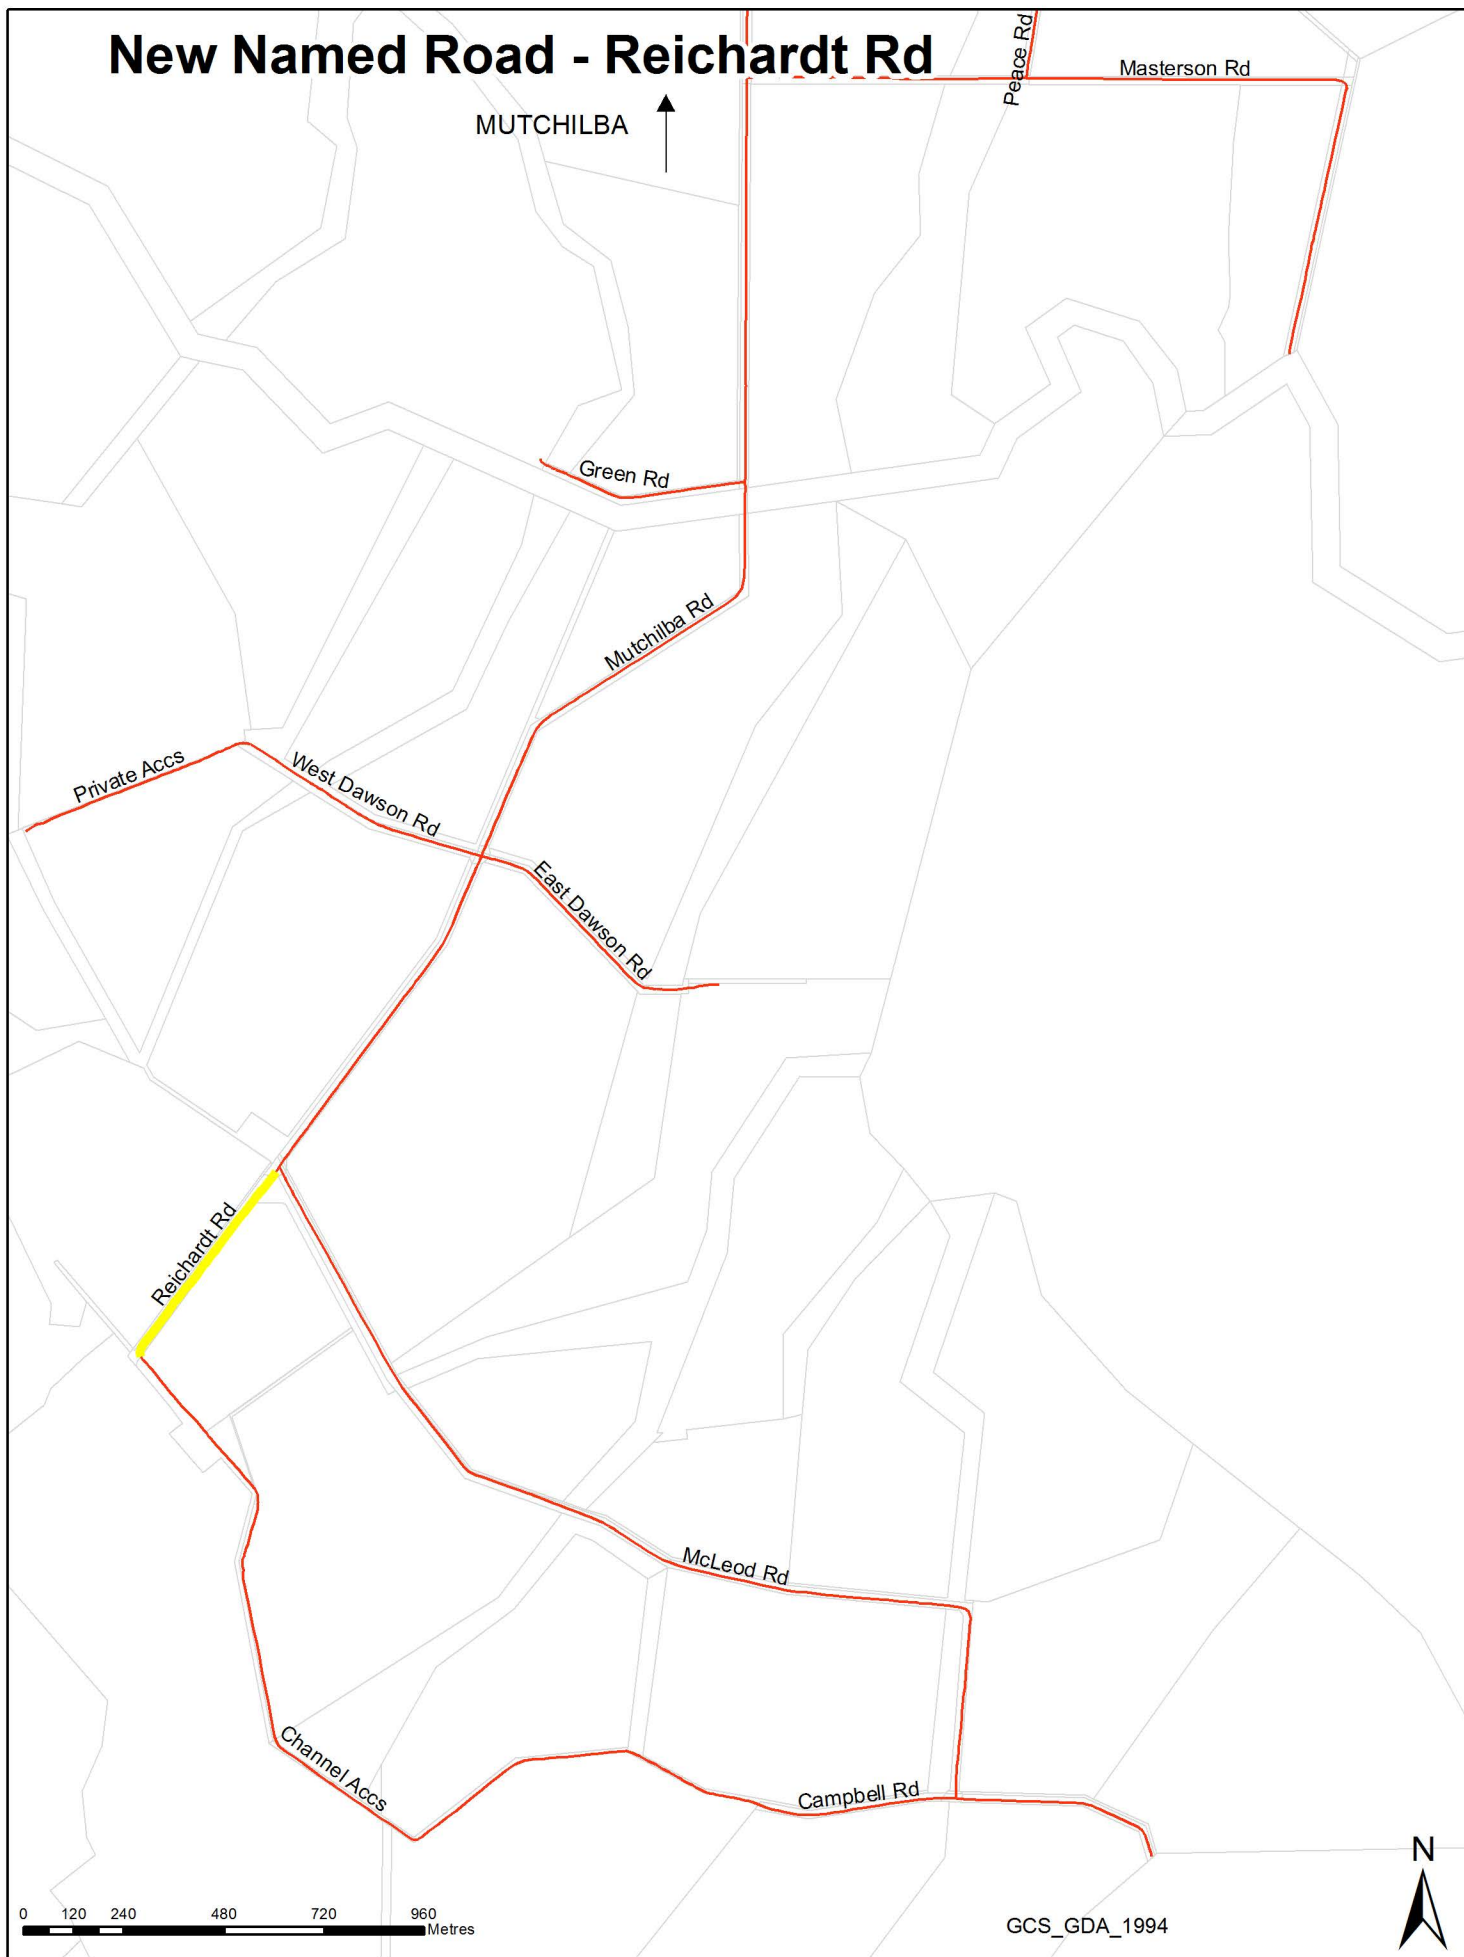 New Named Road - Reichardt Rd
Peace Rd
Masterson Rd
MUTCHILBA
Green Rd
Mutchilba Rd
Private Accs
West Dawson Rd
East Dawson Rd
Reichardt Rd
McLeod Rd
Channel Accs
Campbell Rd
N
0 120 240 480 720 960
Metres
GCS_GDA_1994